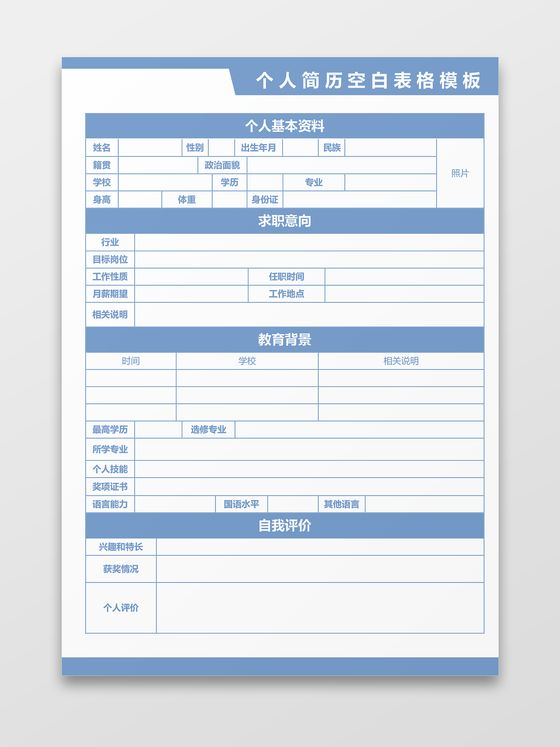 个人简历空白表格模板
个人基本资料
姓名 性别 出生年月 民族
籍贯 政治面貌
照片
学校 学历 专业
身高 体重 身份证
求职意向
行业
目标岗位
工作性质 任职时间
月薪期望 工作地点
相关说明
教育背景
时间 学校 相关说明
最高学历 选修专业
所学专业
个人技能
奖项证书
语言能力 国语水平 其他语言
自我评价
兴趣和特长
获奖情况
个人评价